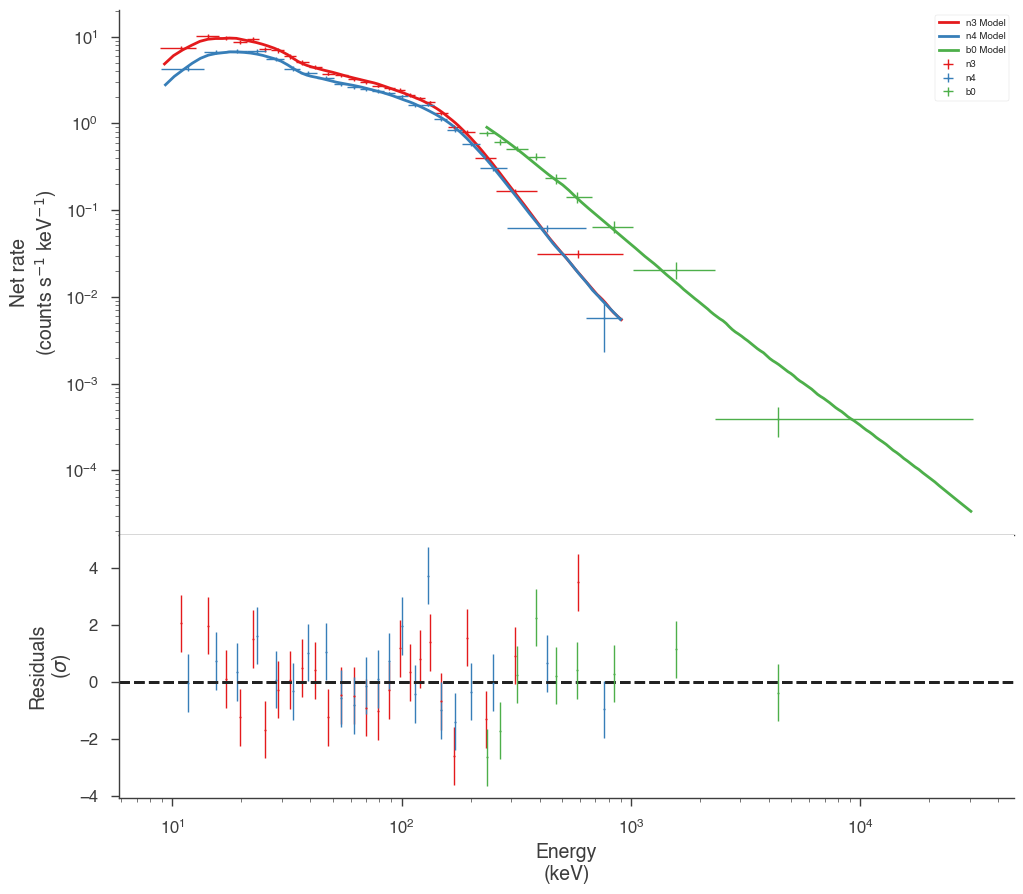 n3 Model
n4 Model
b0 Model
n3
n4
b0
10¹
10⁰
10⁻¹
10⁻²
10⁻³
10⁻⁴
Net rate
(counts s⁻¹ keV⁻¹)
4
2
0
−2
−4
Residuals
(σ)
10¹ 10² 10³ 10⁴
Energy
(keV)